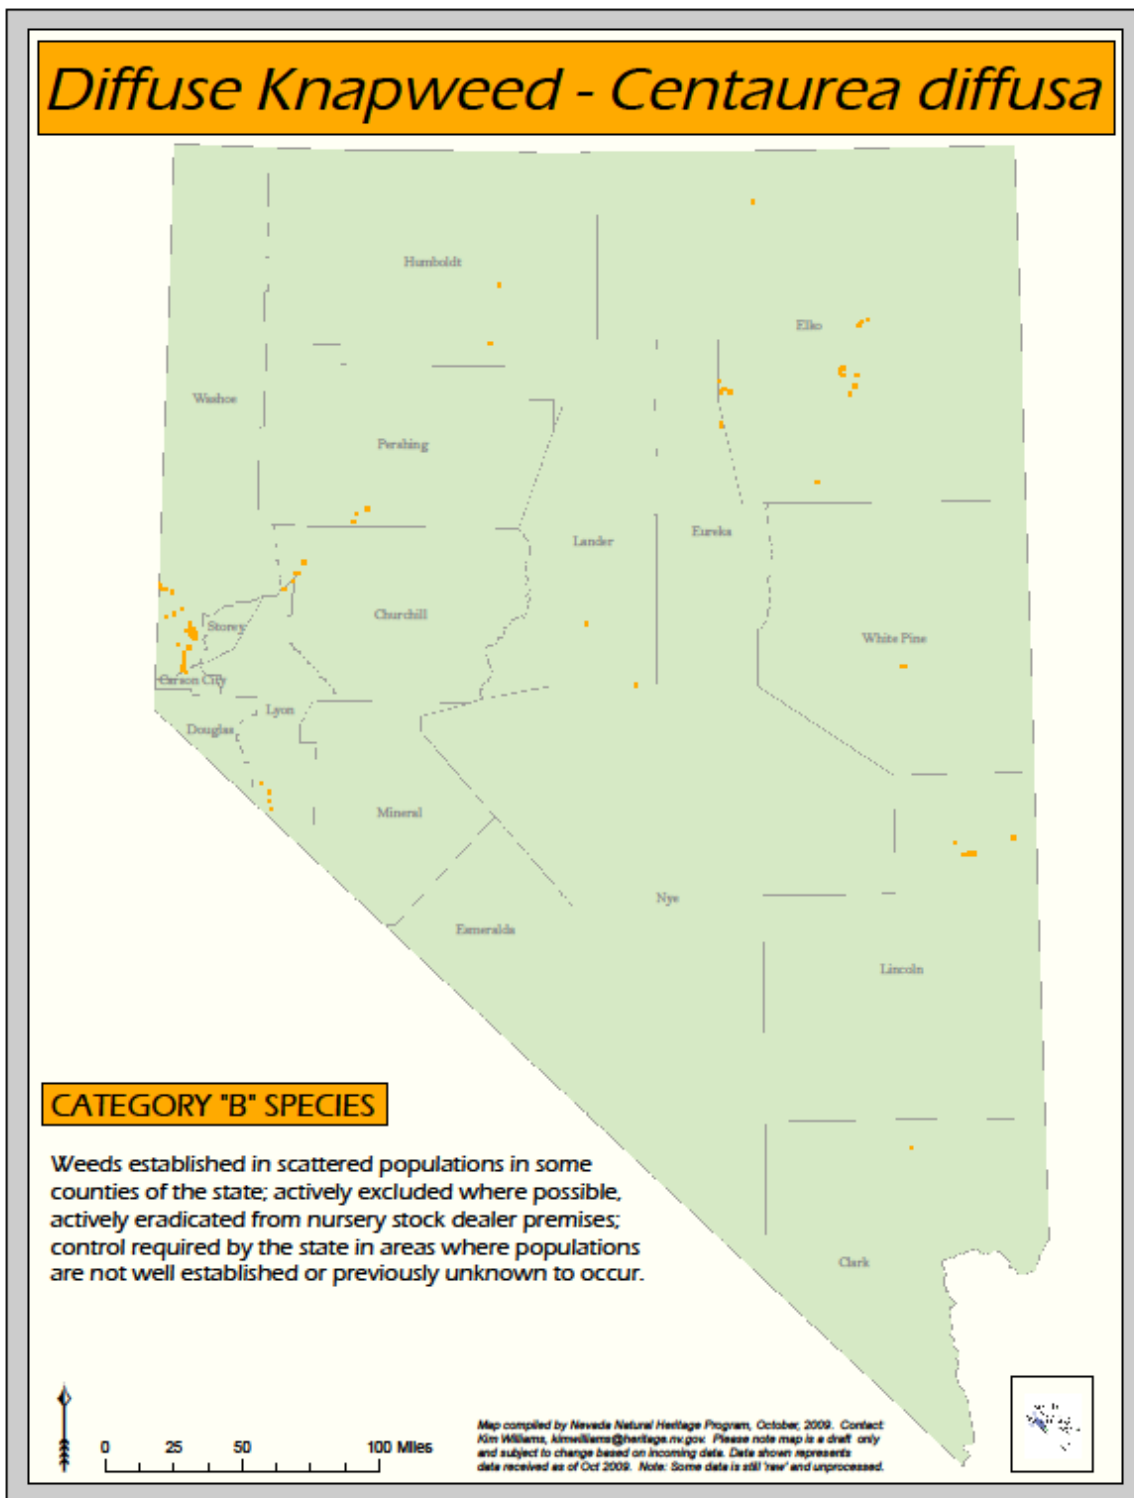 Diffuse Knapweed - Centaurea diffusa
Humboldt
Elko
Washoe
Pershing
Lander
Eureka
Churchill
Storey
White Pine
Carson City
Lyon
Douglas
Mineral
Nye
Esmeralda
Lincoln
CATEGORY "B" SPECIES
Weeds established in scattered populations in some
counties of the state; actively excluded where possible,
actively eradicated from nursery stock dealer premises;
control required by the state in areas where populations
are not well established or previously unknown to occur.
Clark
0 25 50 100 Miles
Map compiled by Nevada Natural Heritage Program, October, 2009. Contact
Kim Williams, kimwilliams@heritage.nv.gov. Please note map is a draft only
and subject to change based on incoming data. Data shown represents
data received as of Oct 2009. Note: Some data is still 'raw' and unprocessed.